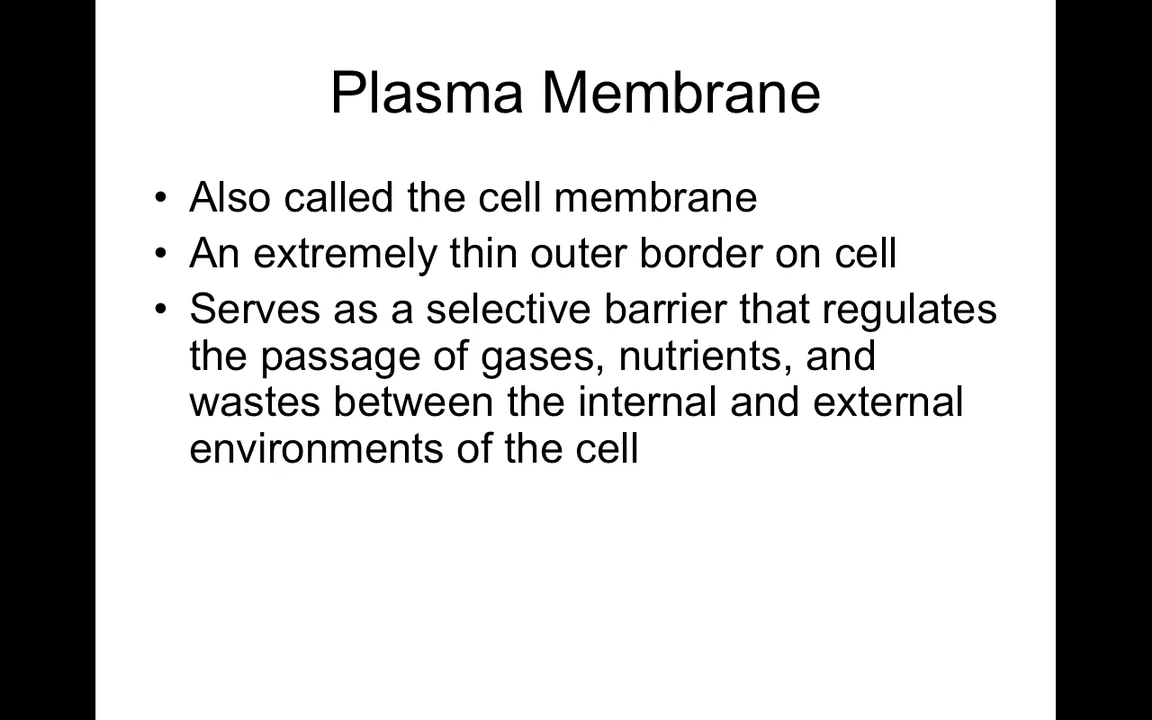 Plasma Membrane
• Also called the cell membrane
• An extremely thin outer border on cell
• Serves as a selective barrier that regulates
the passage of gases, nutrients, and
wastes between the internal and external
environments of the cell